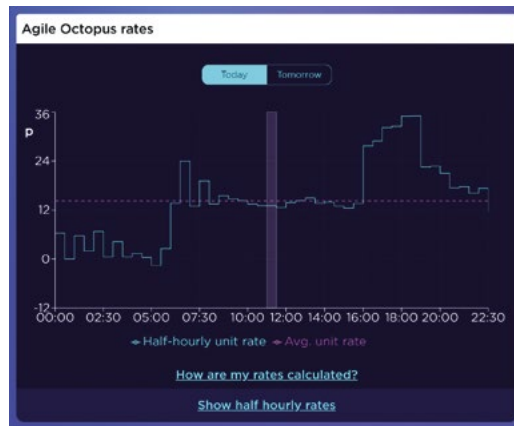 Agile Octopus rates
Today Tomorrow
36
p
24
12
0
-12
00:00 02:30 05:00 07:30 10:00 12:00 14:00 16:00 18:00 20:00 22:30
Half-hourly unit rate Avg. unit rate
How are my rates calculated?
Show half hourly rates